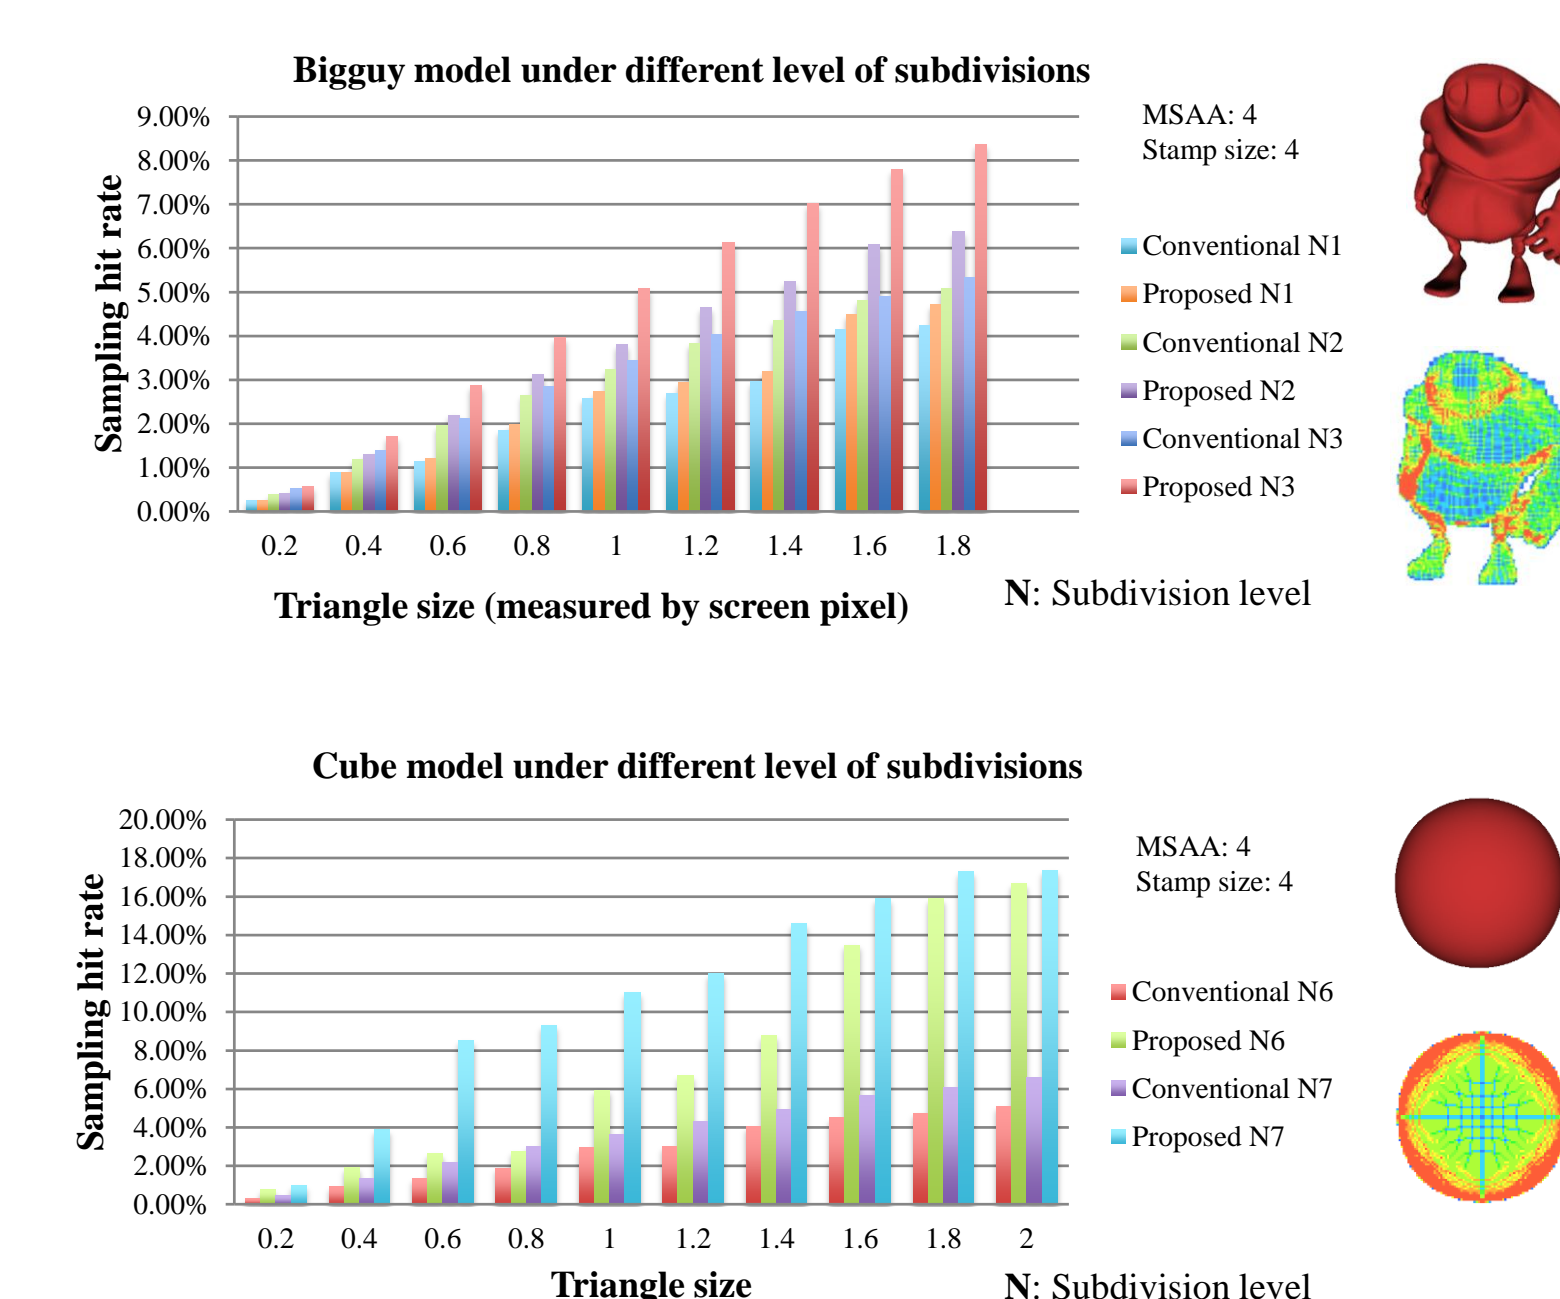 Bigguy model under different level of subdivisions
9.00%
8.00%
7.00%
6.00%
5.00%
4.00%
3.00%
2.00%
1.00%
0.00%
Sampling hit rate
0.2 0.4 0.6 0.8 1 1.2 1.4 1.6 1.8
Triangle size (measured by screen pixel)
MSAA: 4
Stamp size: 4
Conventional N1
Proposed N1
Conventional N2
Proposed N2
Conventional N3
Proposed N3
N: Subdivision level
Cube model under different level of subdivisions
20.00%
18.00%
16.00%
14.00%
12.00%
10.00%
8.00%
6.00%
4.00%
2.00%
0.00%
Sampling hit rate
0.2 0.4 0.6 0.8 1 1.2 1.4 1.6 1.8 2
Triangle size
MSAA: 4
Stamp size: 4
Conventional N6
Proposed N6
Conventional N7
Proposed N7
N: Subdivision level